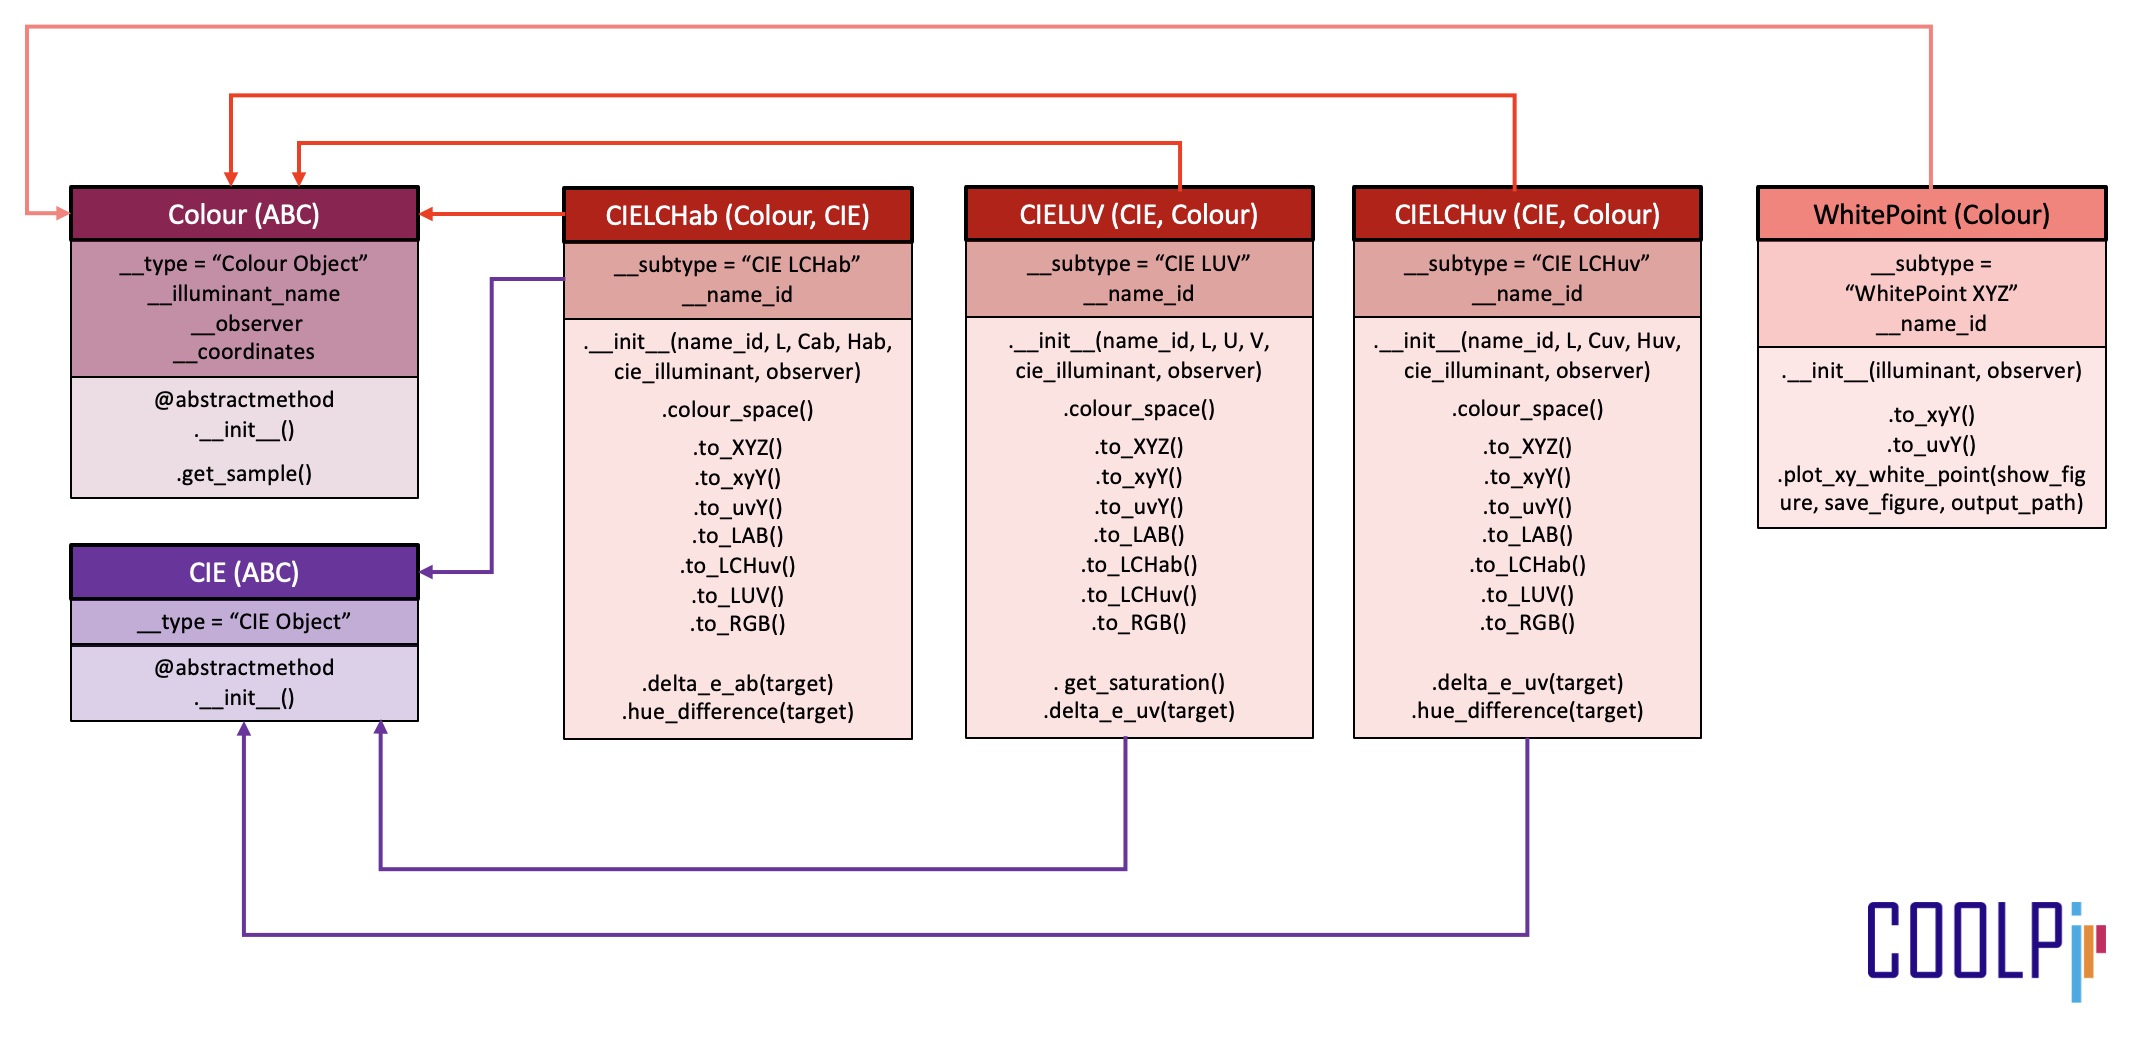 Colour (ABC)
__type = “Colour Object”
__illuminant_name
__observer
__coordinates
@abstractmethod
.__init__()
.get_sample()
CIE (ABC)
__type = “CIE Object”
@abstractmethod
.__init__()
CIELCHab (Colour, CIE)
__subtype = “CIE LCHab”
__name_id
.__init__(name_id, L, Cab, Hab,
cie_illuminant, observer)
.colour_space()
.to_XYZ()
.to_xyY()
.to_uvY()
.to_LAB()
.to_LCHuv()
.to_LUV()
.to_RGB()
.delta_e_ab(target)
.hue_difference(target)
CIELUV (CIE, Colour)
__subtype = “CIE LUV”
__name_id
.__init__(name_id, L, U, V,
cie_illuminant, observer)
.colour_space()
.to_XYZ()
.to_xyY()
.to_uvY()
.to_LAB()
.to_LCHab()
.to_LCHuv()
.to_RGB()
. get_saturation()
.delta_e_uv(target)
CIELCHuv (CIE, Colour)
__subtype = “CIE LCHuv”
__name_id
.__init__(name_id, L, Cuv, Huv,
cie_illuminant, observer)
.colour_space()
.to_XYZ()
.to_xyY()
.to_uvY()
.to_LAB()
.to_LCHab()
.to_LUV()
.to_RGB()
.delta_e_uv(target)
.hue_difference(target)
WhitePoint (Colour)
__subtype =
“WhitePoint XYZ”
__name_id
.__init__(illuminant, observer)
.to_xyY()
.to_uvY()
.plot_xy_white_point(show_fig
ure, save_figure, output_path)
COOLPi